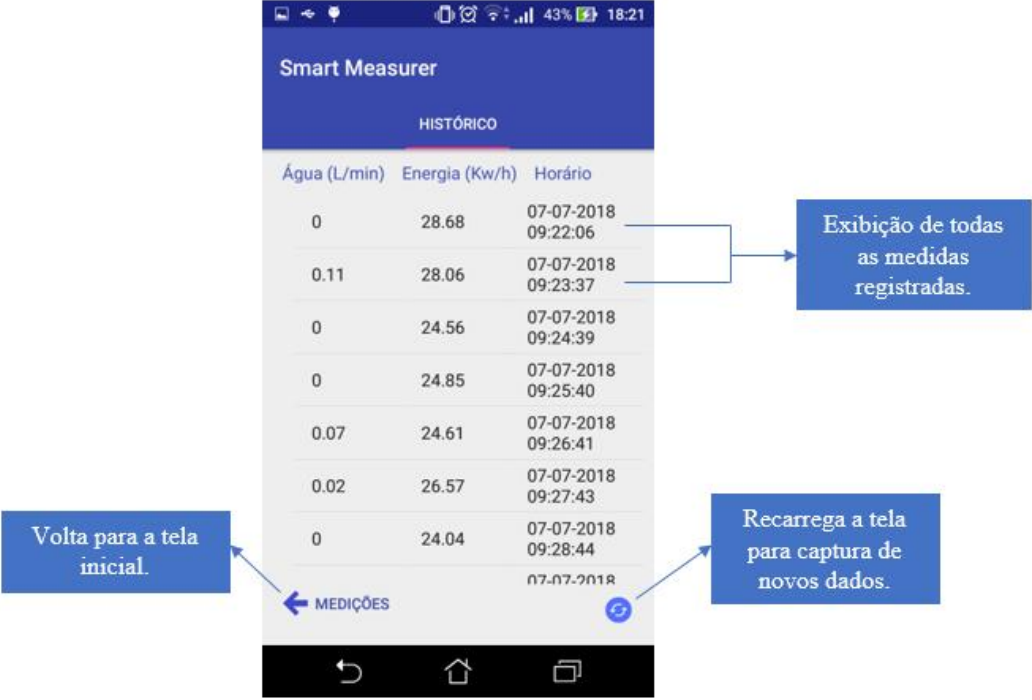 43% 18:21
Smart Measurer
HISTÓRICO
Água (L/min) Energia (Kw/h) Horário
0 28.68 07-07-2018
09:22:06
0.11 28.06 07-07-2018
09:23:37
0 24.56 07-07-2018
09:24:39
0 24.85 07-07-2018
09:25:40
0.07 24.61 07-07-2018
09:26:41
0.02 26.57 07-07-2018
09:27:43
0 24.04 07-07-2018
09:28:44
07-07-2018
MEDIÇÕES
Exibição de todas
as medidas
registradas.
Volta para a tela
inicial.
Recarrega a tela
para captura de
novos dados.